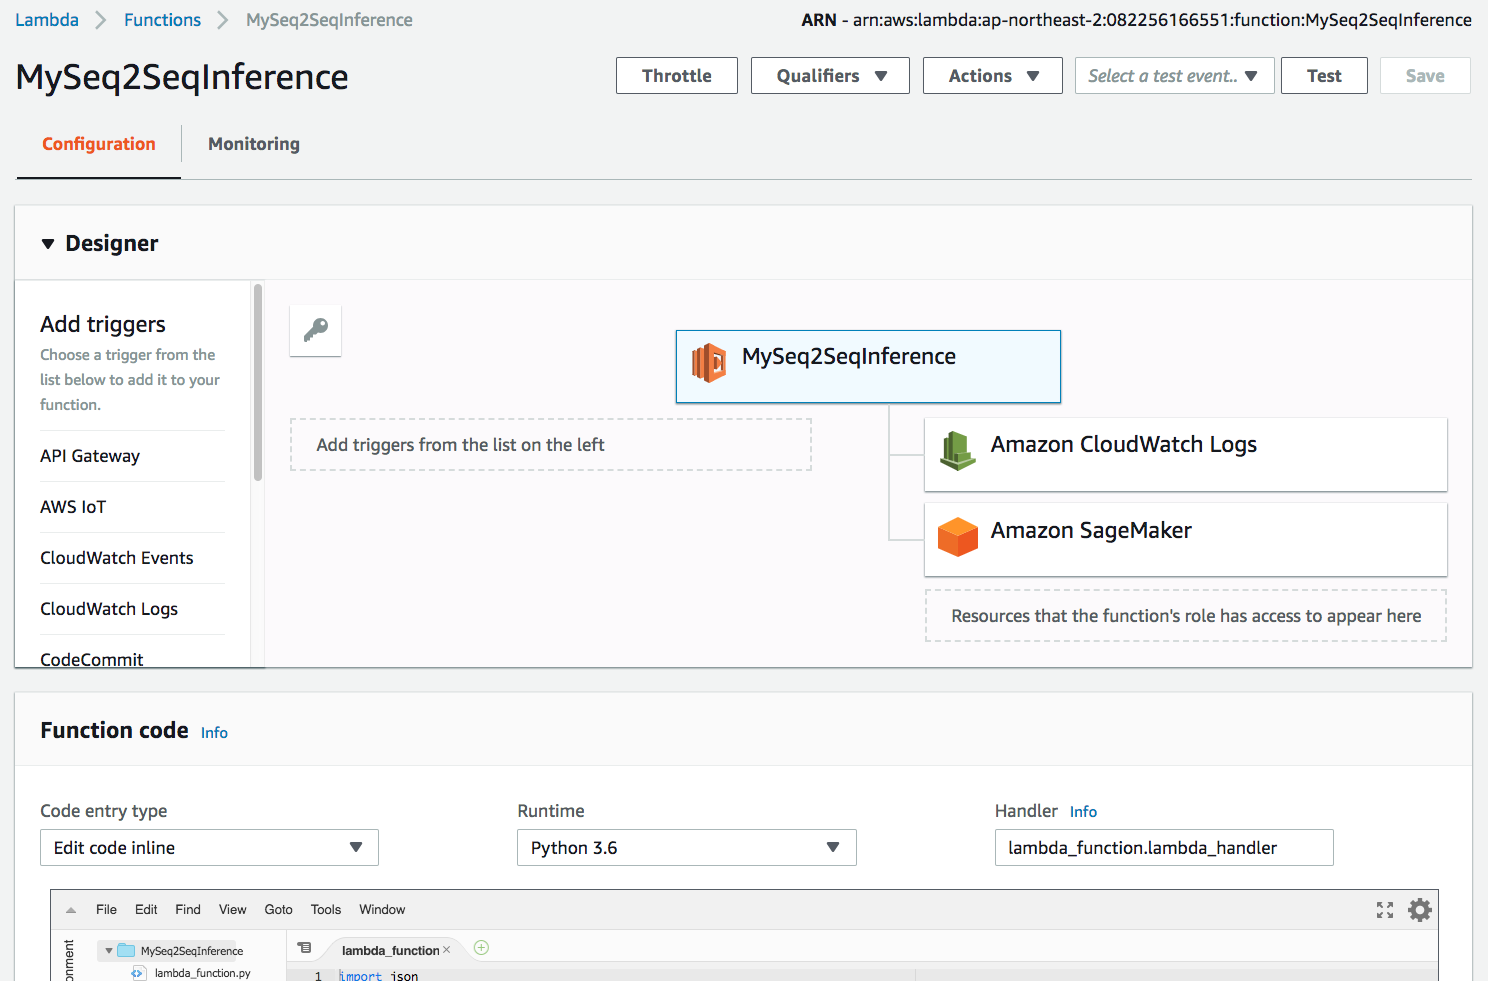 Lambda > Functions > MySeq2SeqInference
ARN - arn:aws:lambda:ap-northeast-2:082256166551:function:MySeq2SeqInference
MySeq2SeqInference
Throttle
Qualifiers
Actions
Select a test event..
Test
Save
Configuration
Monitoring
Designer
Add triggers
Choose a trigger from the
list below to add it to your
function.
API Gateway
AWS IoT
CloudWatch Events
CloudWatch Logs
CodeCommit
MySeq2SeqInference
Add triggers from the list on the left
Amazon CloudWatch Logs
Amazon SageMaker
Resources that the function's role has access to appear here
Function code Info
Code entry type
Edit code inline
Runtime
Python 3.6
Handler Info
lambda_function.lambda_handler
File Edit Find View Goto Tools Window
MySeq2SeqInference
lambda_function.py
lambda_function ×
1 import json